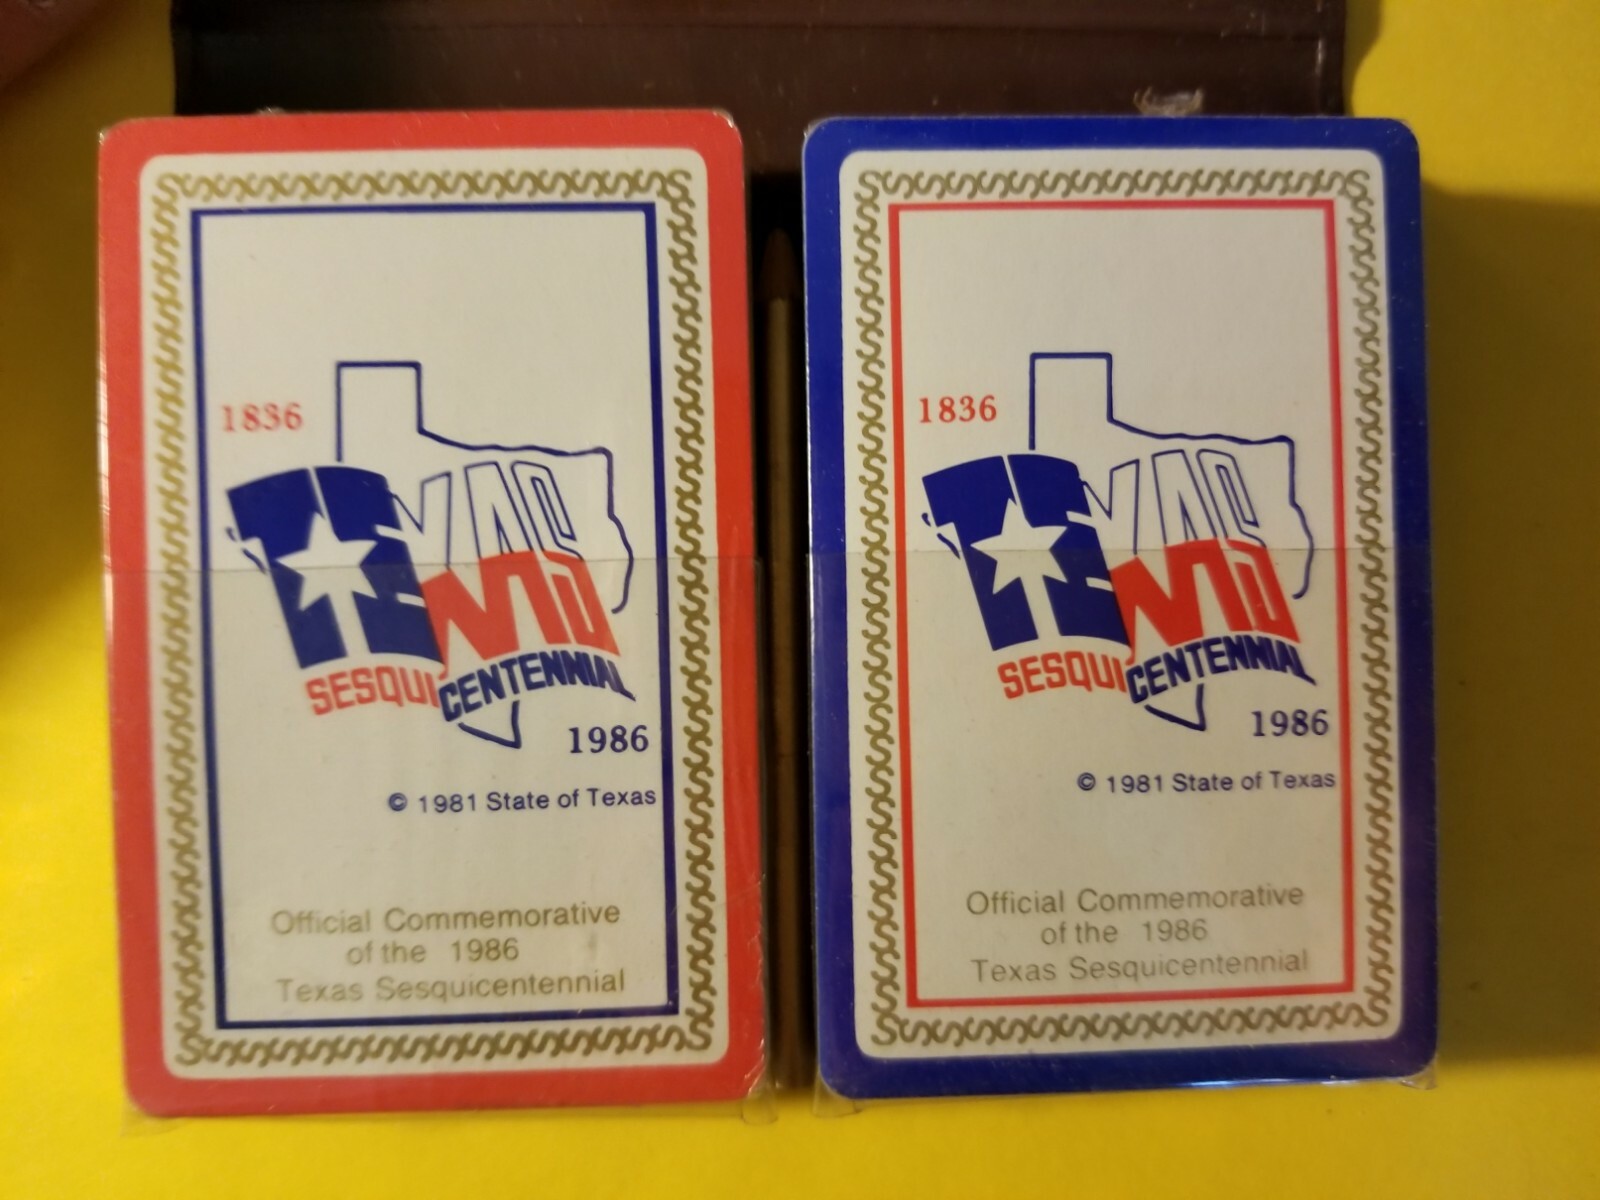 1836
TEXAS
SESQUICENTENNIAL
1986
© 1981 State of Texas
Official Commemorative
of the 1986
Texas Sesquicentennial
1836
TEXAS
SESQUICENTENNIAL
1986
© 1981 State of Texas
Official Commemorative
of the 1986
Texas Sesquicentennial